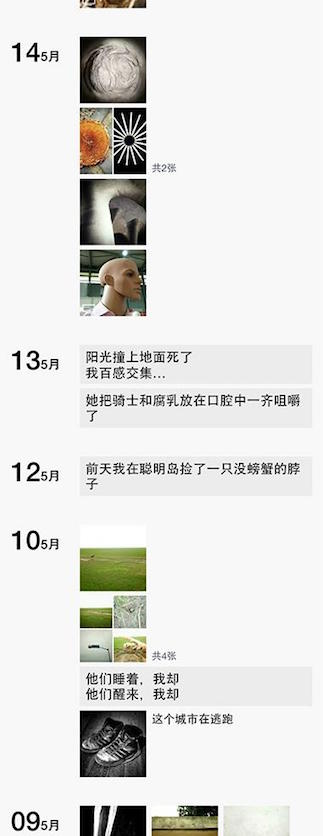 14 5月
共2张
13 5月
阳光撞上地面死了
我百感交集…
她把骑士和腐乳放在口腔中一齐咀嚼
了
12 5月
前天我在聪明岛捡了一只没螃蟹的脖
子
10 5月
共4张
他们睡着，我却
他们醒来，我却
这个城市在逃跑
09 5月